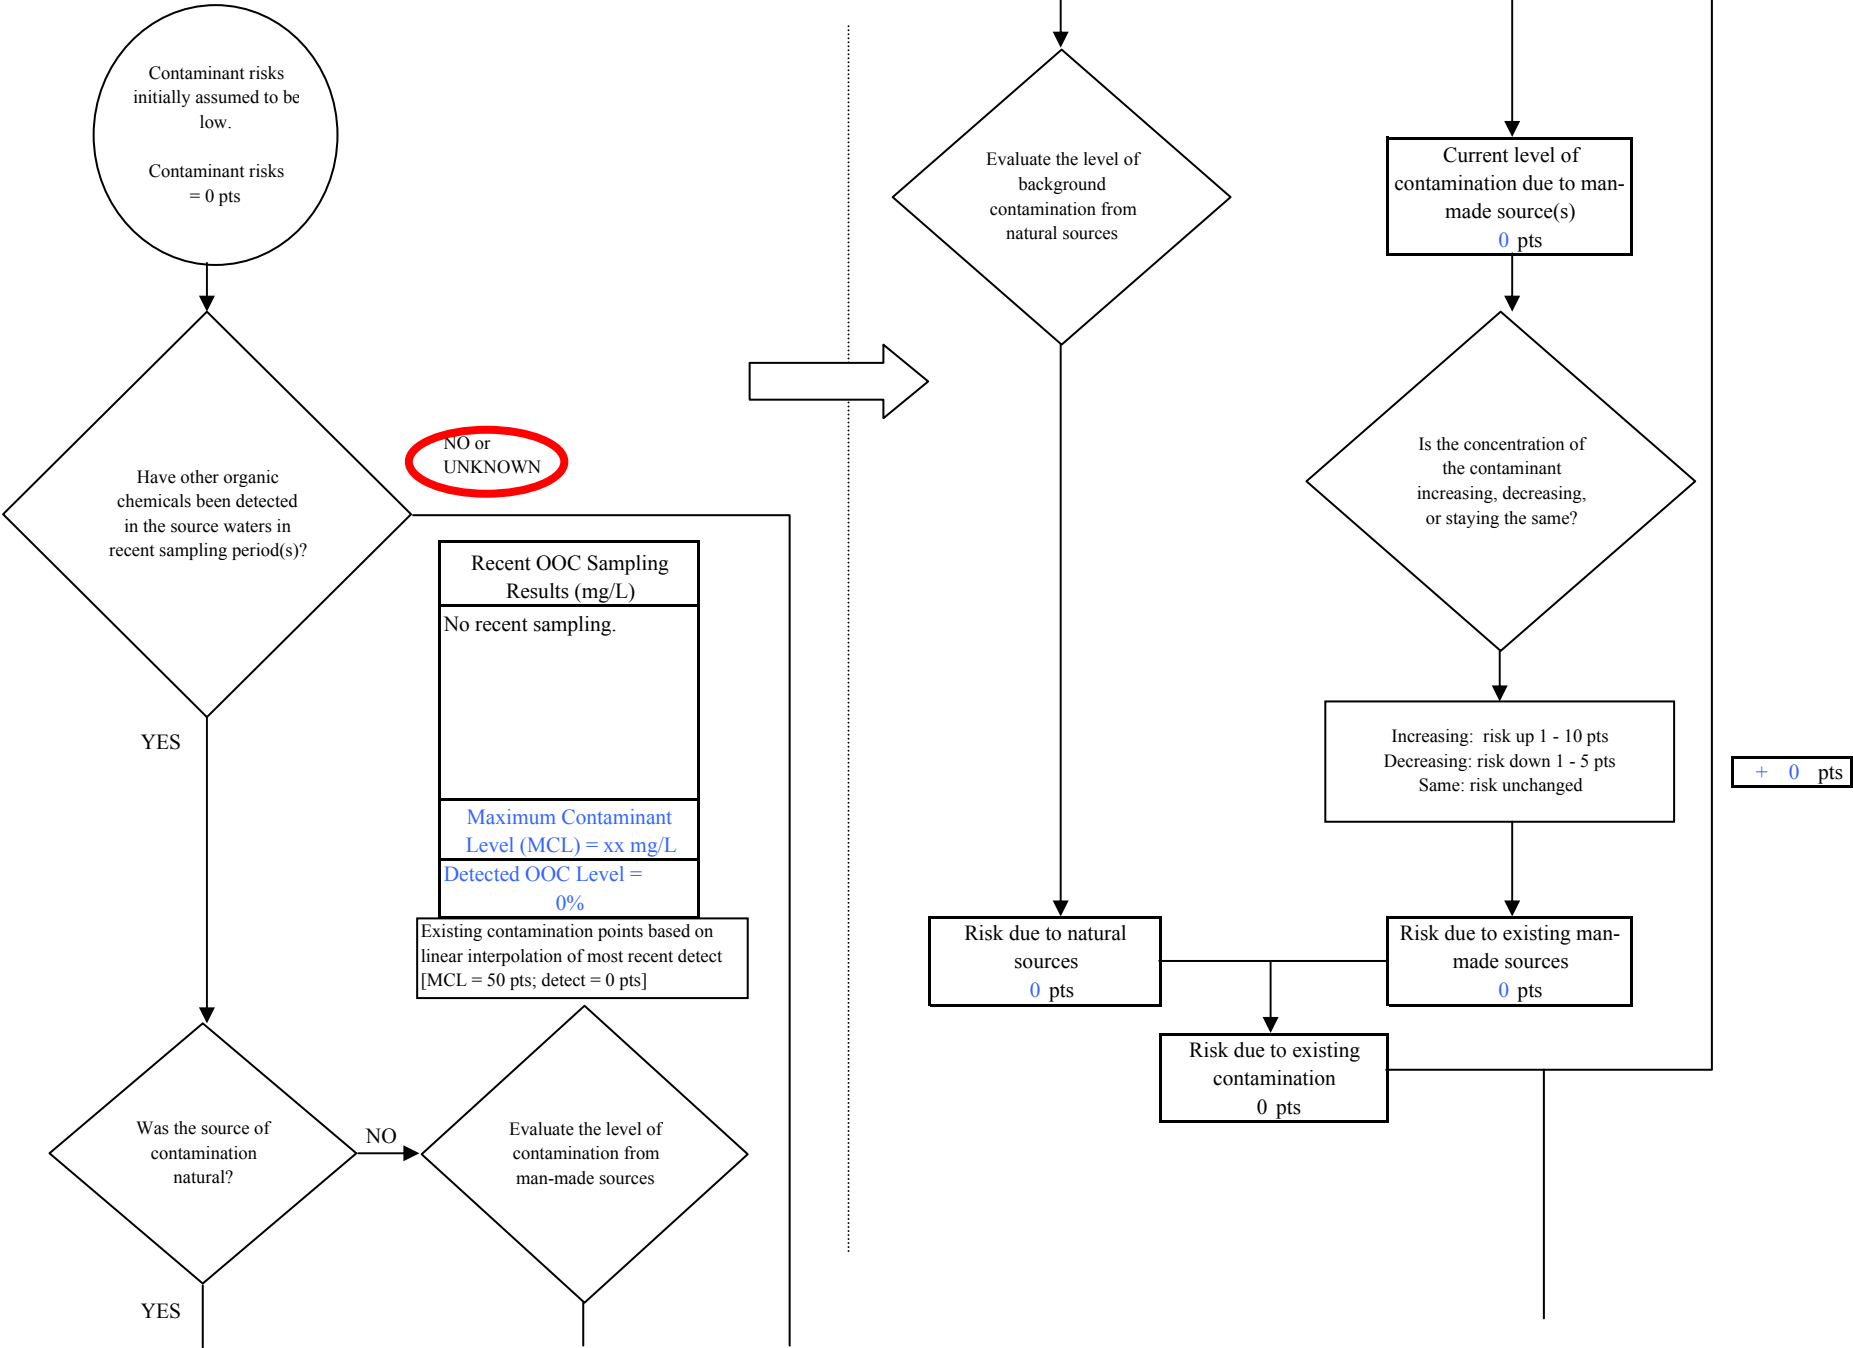 Contaminant risks
initially assumed to be
low.
Contaminant risks
= 0 pts
Have other organic
chemicals been detected
in the source waters in
recent sampling period(s)?
NO or
UNKNOWN
YES
Recent OOC Sampling
Results (mg/L)
No recent sampling.
Maximum Contaminant
Level (MCL) = xx mg/L
Detected OOC Level =
0%
Existing contamination points based on
linear interpolation of most recent detect
[MCL = 50 pts; detect = 0 pts]
Was the source of
contamination
natural?
NO
Evaluate the level of
contamination from
man-made sources
YES
Evaluate the level of
background
contamination from
natural sources
Current level of
contamination due to man-
made source(s)
0 pts
Is the concentration of
the contaminant
increasing, decreasing,
or staying the same?
Increasing: risk up 1 - 10 pts
Decreasing: risk down 1 - 5 pts
Same: risk unchanged
+ 0 pts
Risk due to natural
sources
0 pts
Risk due to existing man-
made sources
0 pts
Risk due to existing
contamination
0 pts